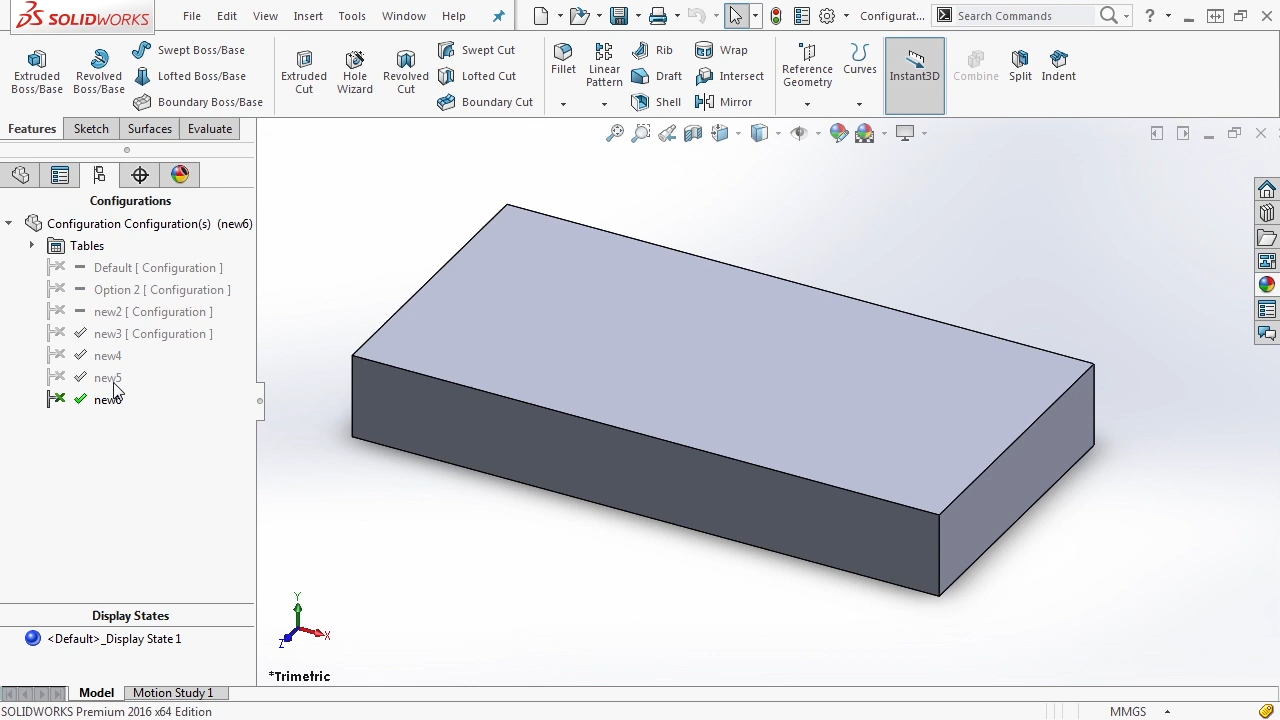 SOLIDWORKS
File Edit View Insert Tools Window Help
Configurat... Search Commands
Extruded Boss/Base
Revolved Boss/Base
Swept Boss/Base
Lofted Boss/Base
Boundary Boss/Base
Extruded Cut
Hole Wizard
Revolved Cut
Swept Cut
Lofted Cut
Boundary Cut
Fillet
Linear Pattern
Rib
Draft
Shell
Wrap
Intersect
Mirror
Reference Geometry
Curves
Instant3D
Combine
Split
Indent
Features Sketch Surfaces Evaluate
Configurations
Configuration Configuration(s) (new6)
Tables
Default [ Configuration ]
Option 2 [ Configuration ]
new2 [ Configuration ]
new3 [ Configuration ]
new4
new5
new6
Display States
<Default>_Display State 1
Y
X
Z
*Trimetric
Model Motion Study 1
SOLIDWORKS Premium 2016 x64 Edition
MMGS